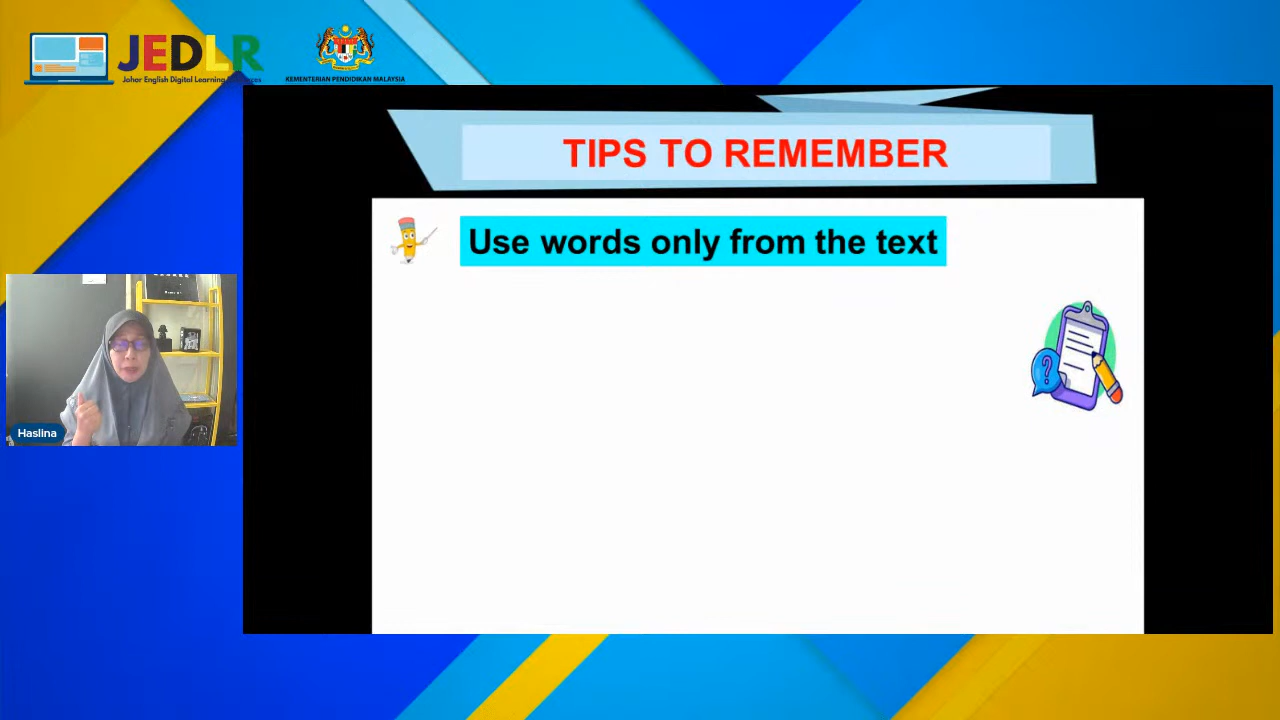 JEDLR
Johor English Digital Learning Resources
KEMENTERIAN PENDIDIKAN MALAYSIA
TIPS TO REMEMBER
Use words only from the text
?
Haslina